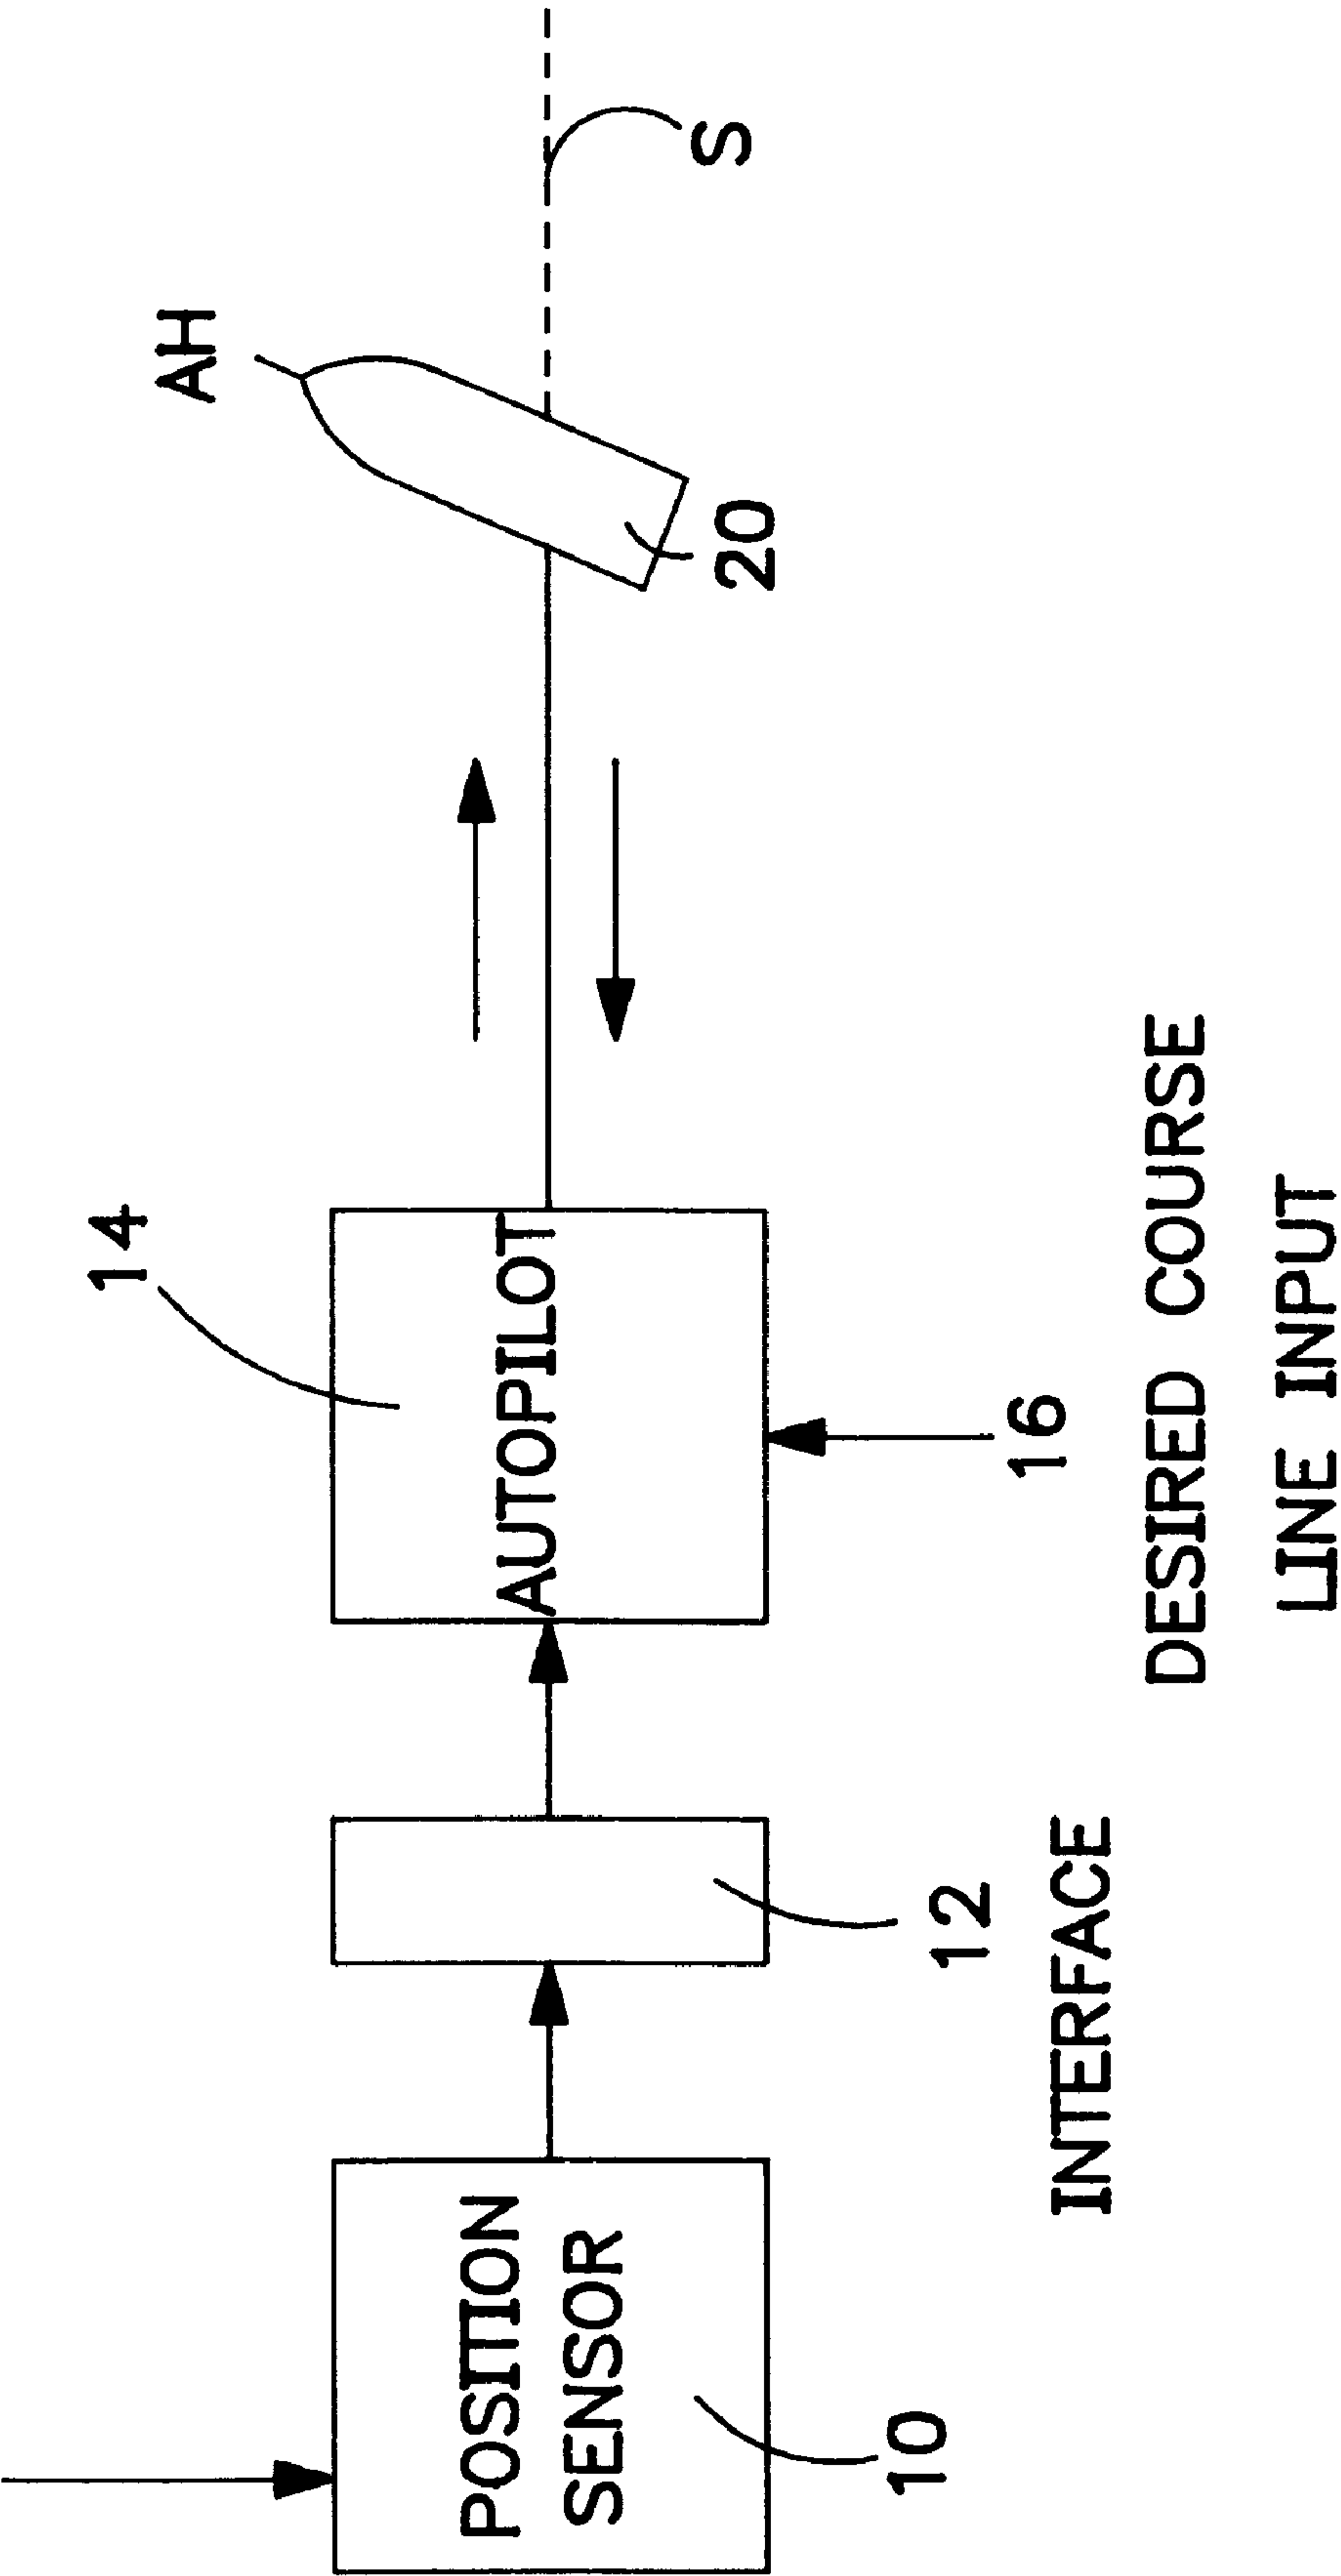 14
AH
POSITION
SENSOR
AUTOPILOT
S
20
10
12
16
INTERFACE
DESIRED COURSE
LINE INPUT